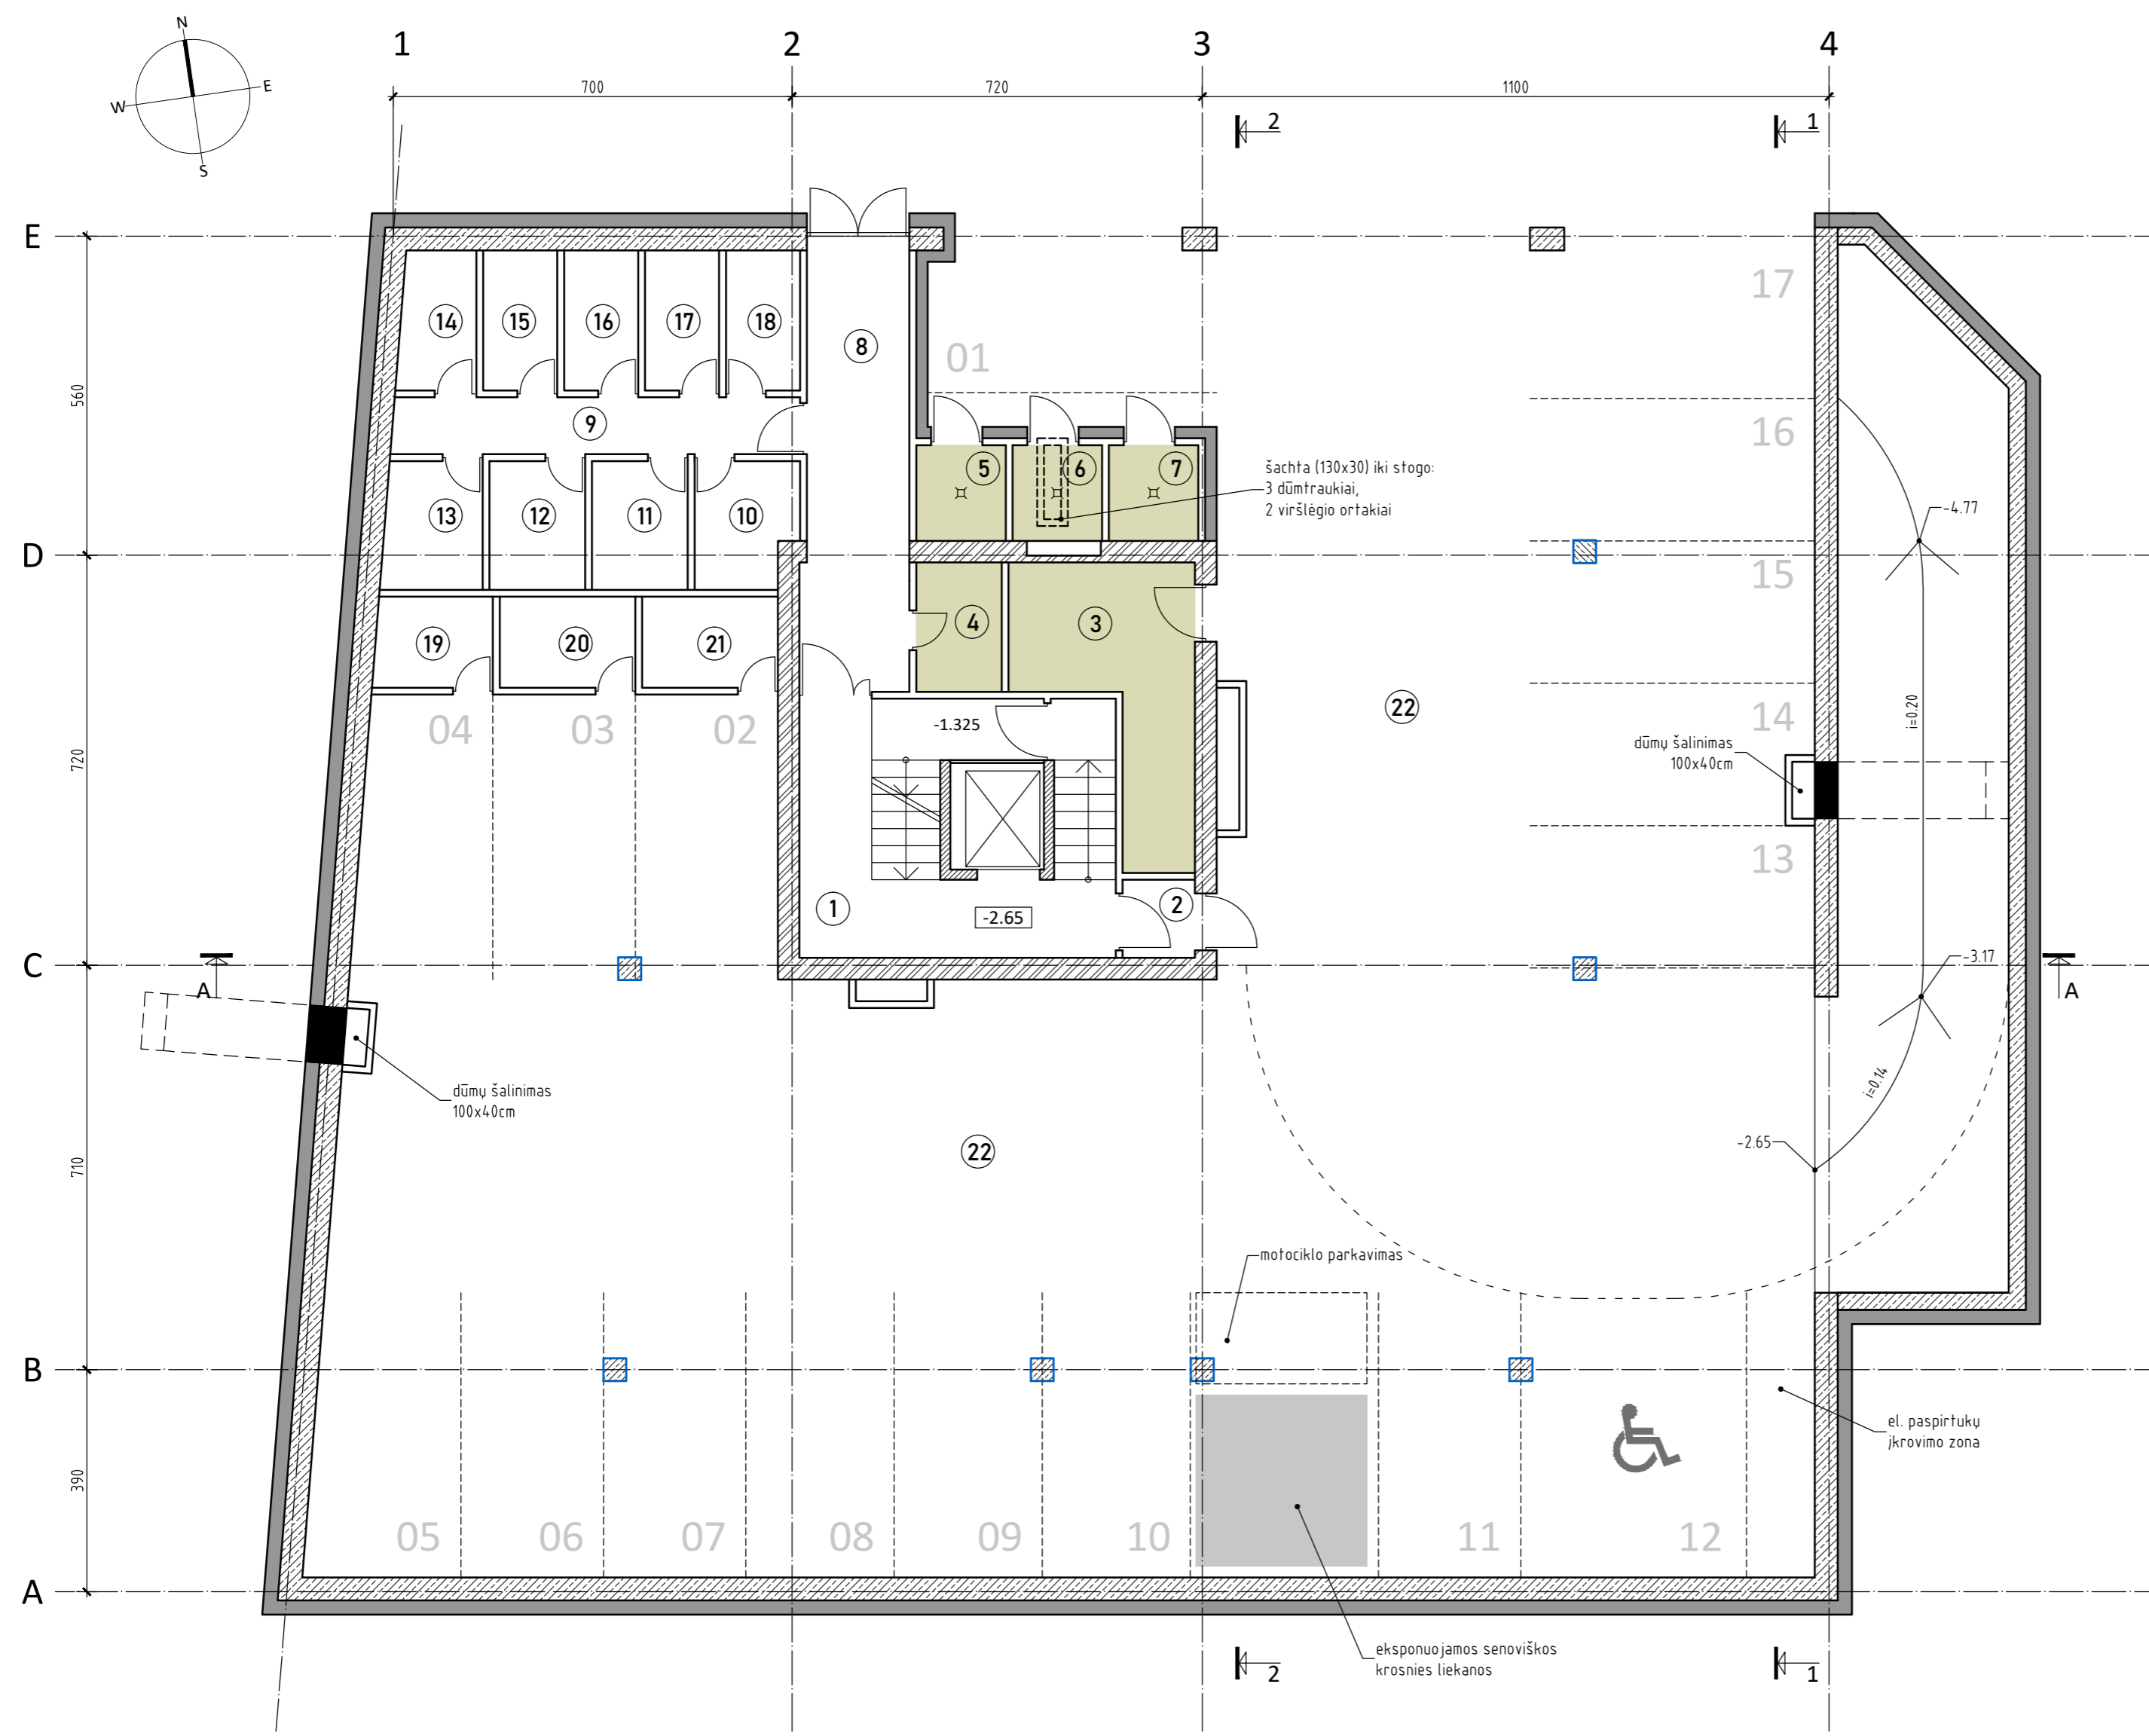 N
E
W
S
1
2
3
4
700
720
1100
2
1
E
17
14
15
16
17
18
8
01
16
560
9
5
6
7
šachta (130x30) iki stogo:
3 dūmtraukiai,
2 viršlėgio ortakiai
13
12
11
10
-4.77
D
15
19
20
21
4
3
04
03
02
-1.325
22
14
i=0.20
dūmų šalinimas
100x40cm
720
13
1
2
-2.65
C
A
-3.17
A
dūmų šalinimas
100x40cm
i=0.14
22
-2.65
710
motociklo parkavimas
B
el. paspirtukų
įkrovimo zona
390
05
06
07
08
09
10
11
12
A
eksponuojamos senoviškos
krosnies liekanos
2
1